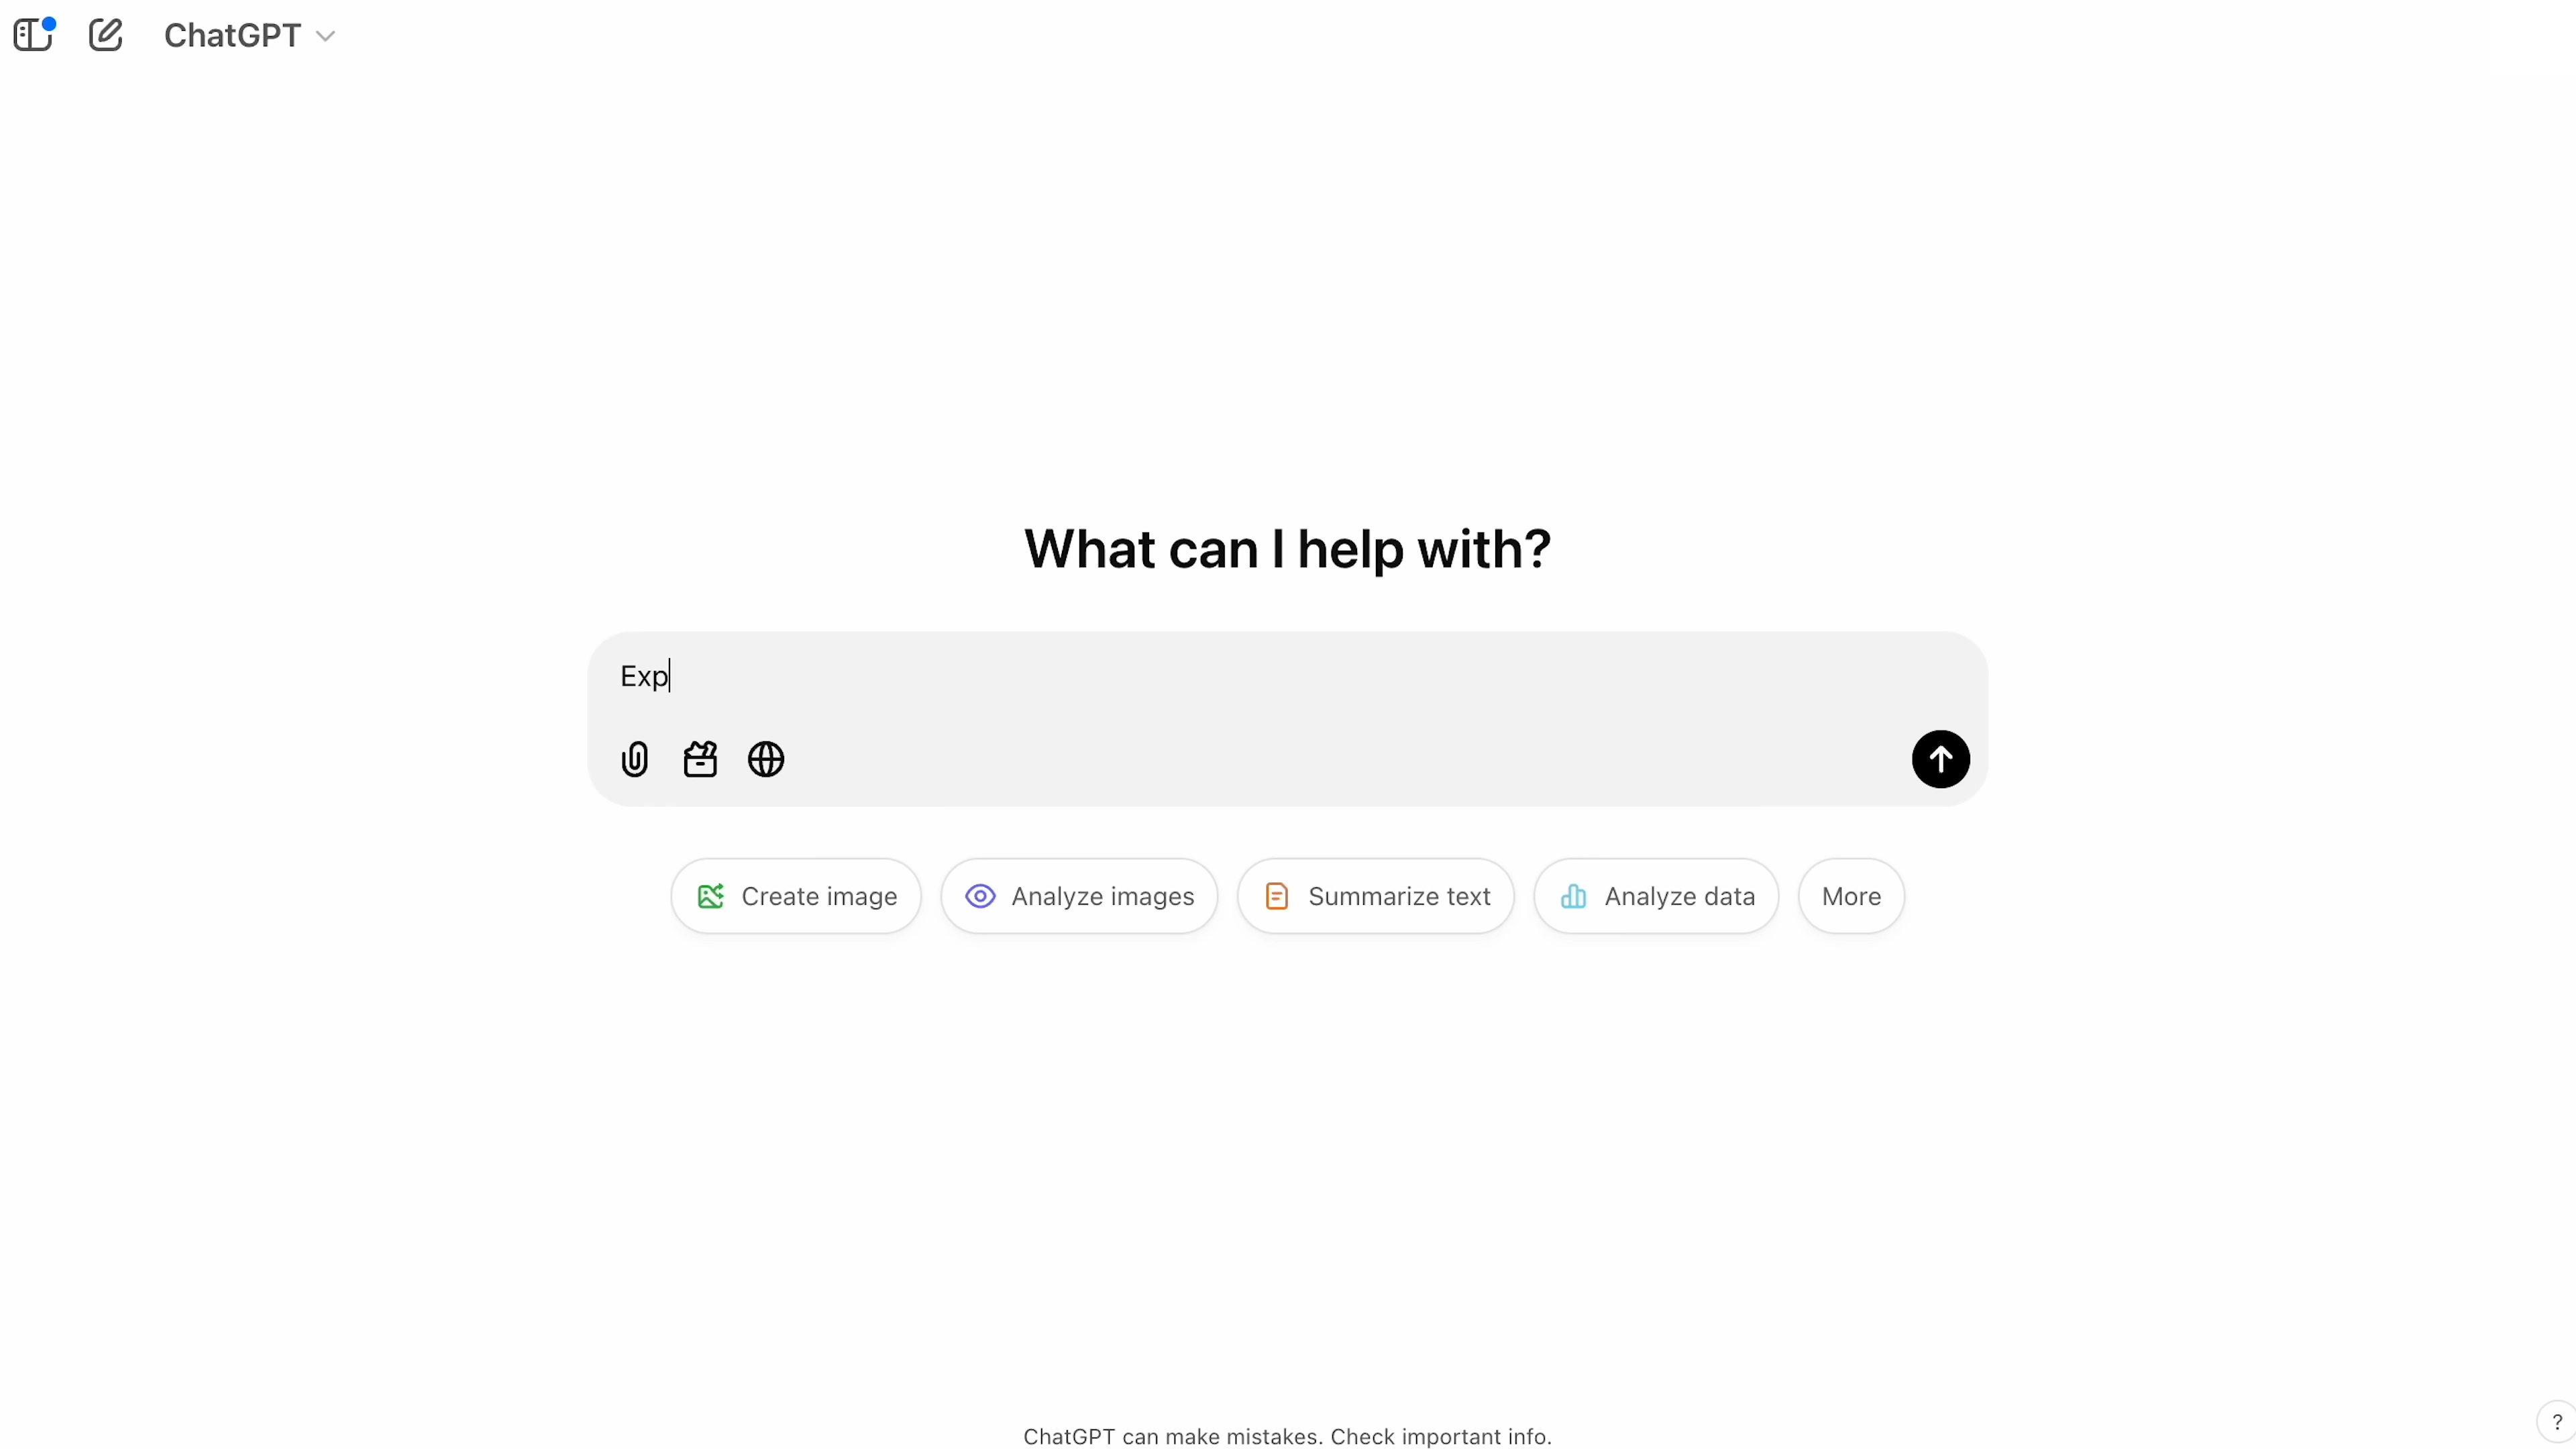 ChatGPT
What can I help with?
Exp
Create image
Analyze images
Summarize text
Analyze data
More
ChatGPT can make mistakes. Check important info.
?